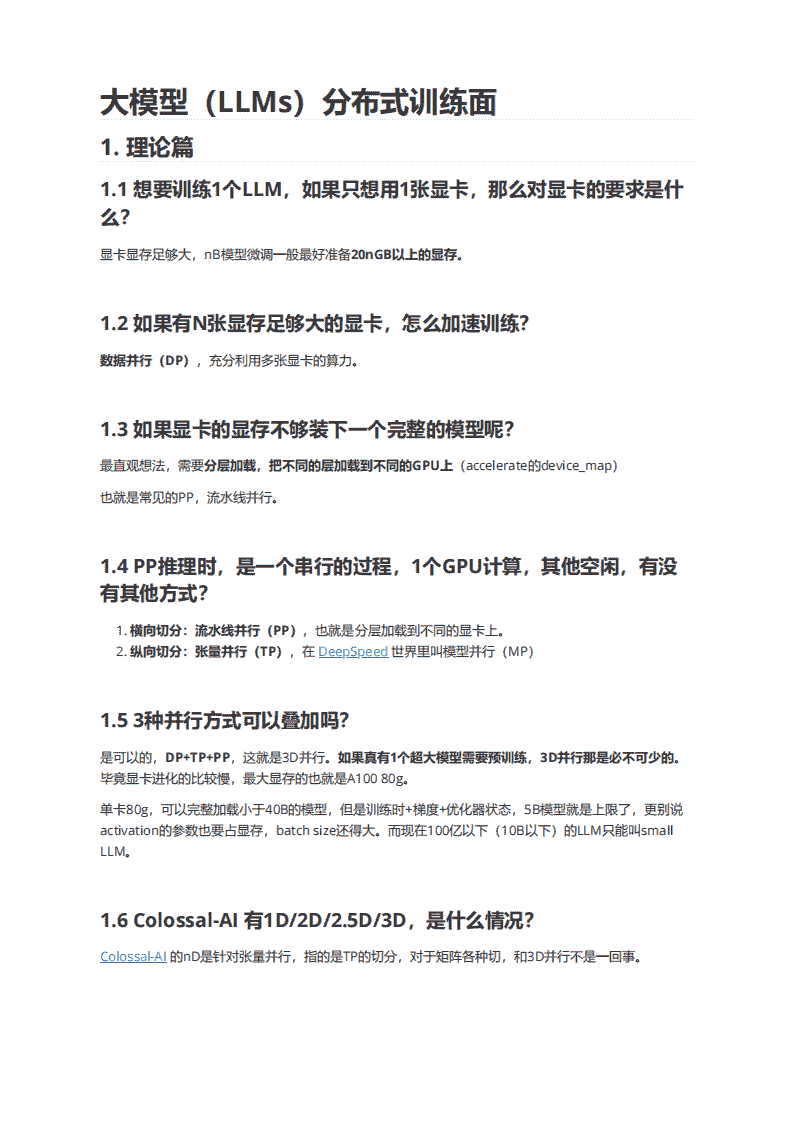 大模型（LLMs）分布式训练面
1. 理论篇
1.1 想要训练1个LLM，如果只想用1张显卡，那么对显卡的要求是什
么？
显卡显存足够大，nB模型微调一般最好准备20nGB以上的显存。
1.2 如果有N张显存足够大的显卡，怎么加速训练？
数据并行（DP），充分利用多张显卡的算力。
1.3 如果显卡的显存不够装下一个完整的模型呢？
最直观想法，需要分层加载，把不同的层加载到不同的GPU上（accelerate的device_map）
也就是常见的PP，流水线并行。
1.4 PP推理时，是一个串行的过程，1个GPU计算，其他空闲，有没
有其他方式？
1. 横向切分：流水线并行（PP），也就是分层加载到不同的显卡上。
2. 纵向切分：张量并行（TP），在 DeepSpeed 世界里叫模型并行（MP）
1.5 3种并行方式可以叠加吗？
是可以的，DP+TP+PP，这就是3D并行。如果真有1个超大模型需要预训练，3D并行那是必不可少的。
毕竟显卡进化的比较慢，最大显存的也就是A100 80g。
单卡80g，可以完整加载小于40B的模型，但是训练时+梯度+优化器状态，5B模型就是上限了，更别说
activation的参数也要占显存，batch size还得大。而现在100亿以下（10B以下）的LLM只能叫small
LLM。
1.6 Colossal-AI 有1D/2D/2.5D/3D，是什么情况？
Colossal-AI 的nD是针对张量并行，指的是TP的切分，对于矩阵各种切，和3D并行不是一回事。